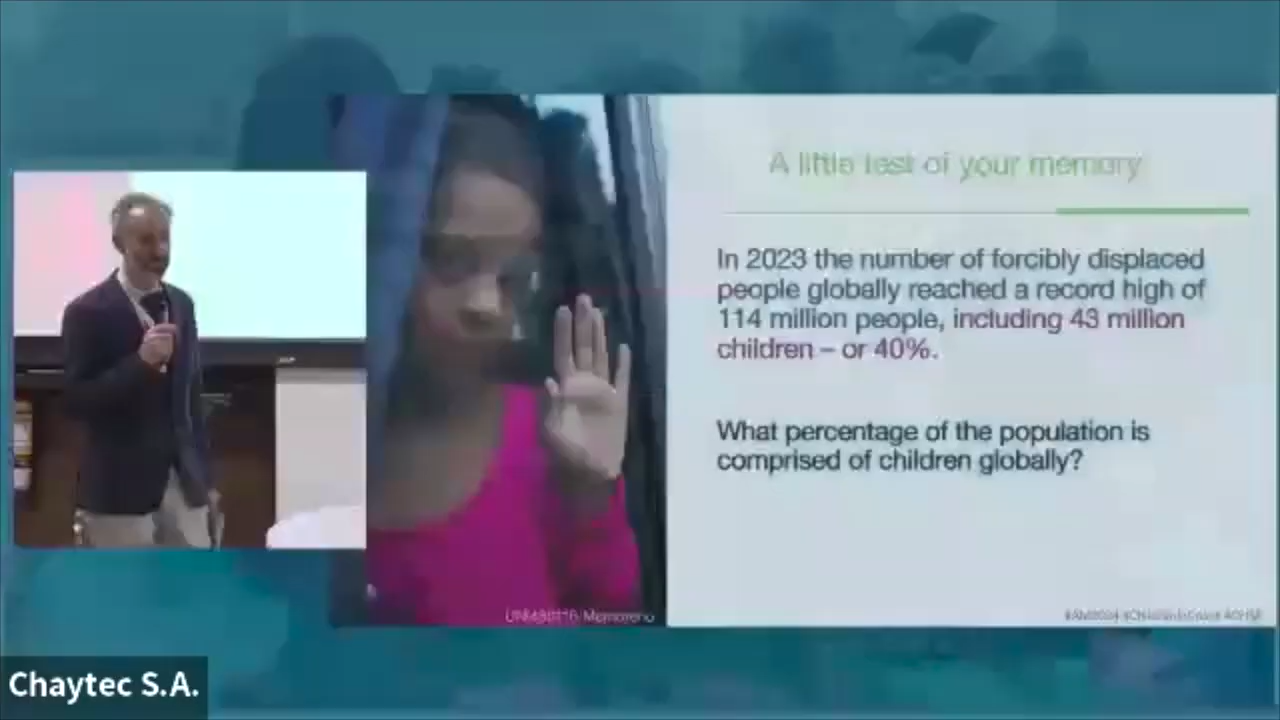 A little test of your memory
In 2023 the number of forcibly displaced
people globally reached a record high of
114 million people, including 43 million
children – or 40%.
What percentage of the population is
comprised of children globally?
Chaytec S.A.